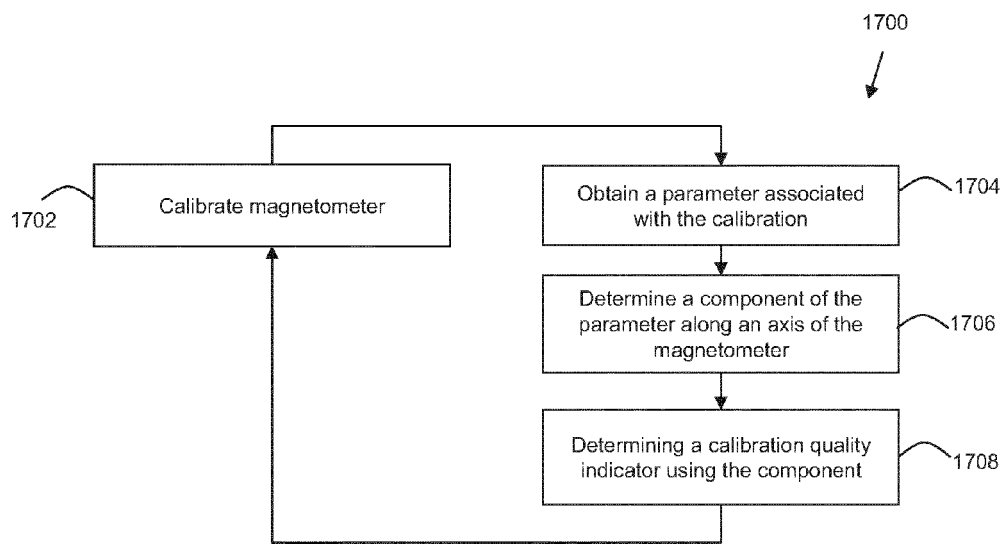 1700
Calibrate magnetometer
1702
Obtain a parameter associated
with the calibration
1704
Determine a component of the
parameter along an axis of the
magnetometer
1706
Determining a calibration quality
indicator using the component
1708